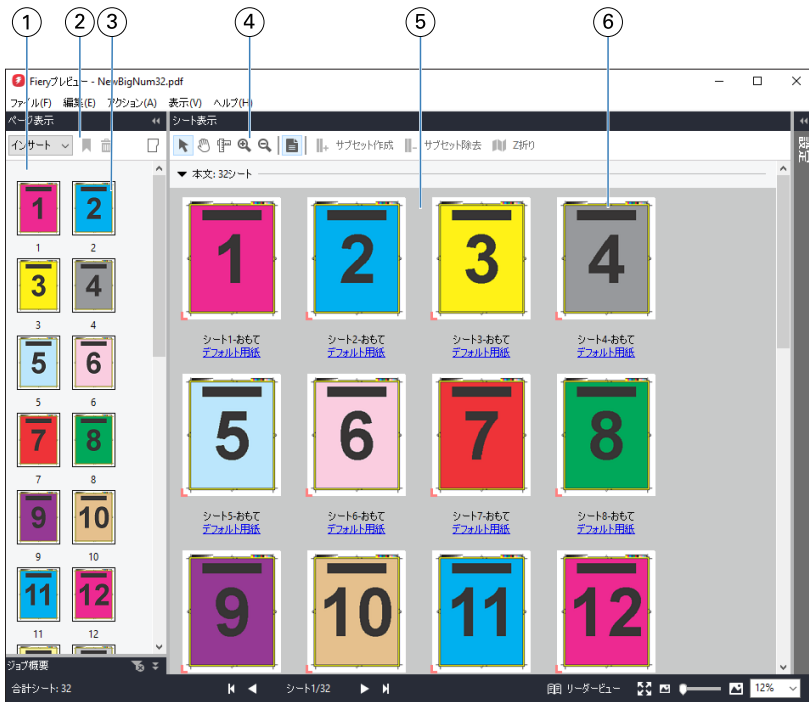 1 2 3 4 5 6
Fieryプレビュー - NewBigNum32.pdf
ファイル(F) 編集(E) アクション(A) 表示(V) ヘルプ(H)
ページ表示 シート表示
インサート サブセット作成 サブセット除去 Z折り
設定
本文: 32シート
1 2
1 2
3 4
3 4
5 6
5 6
7 8
7 8
9 10
9 10
11 12
11 12
1 2 3 4
シート1-おもて シート2-おもて シート3-おもて シート4-おもて
デフォルト用紙 デフォルト用紙 デフォルト用紙 デフォルト用紙
5 6 7 8
シート5-おもて シート6-おもて シート7-おもて シート8-おもて
デフォルト用紙 デフォルト用紙 デフォルト用紙 デフォルト用紙
9 10 11 12
ジョブ概要
合計シート: 32 シート1/32 リーダービュー 12%